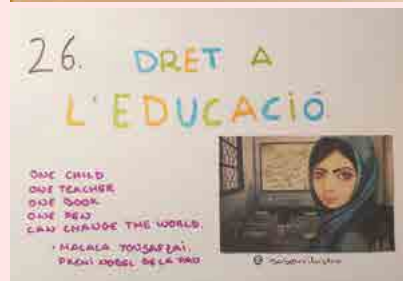 26. DRET A
L'EDUCACIÓ
ONE CHILD
ONE TEACHER
ONE BOOK
ONE PEN
CAN CHANGE THE WORLD.
· MALALA YOUSAFZAI.
PREMI NOBEL DE LA PAU